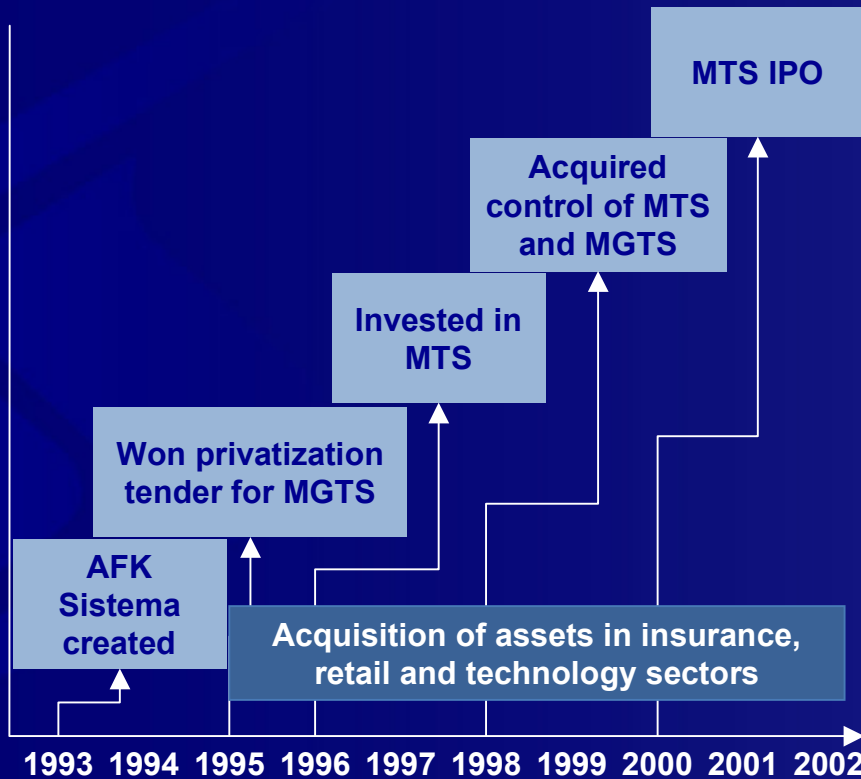 MTS IPO
Acquired
control of MTS
and MGTS
Invested in
MTS
Won privatization
tender for MGTS
AFK
Sistema
created
Acquisition of assets in insurance,
retail and technology sectors
1993 1994 1995 1996 1997 1998 1999 2000 2001 2002